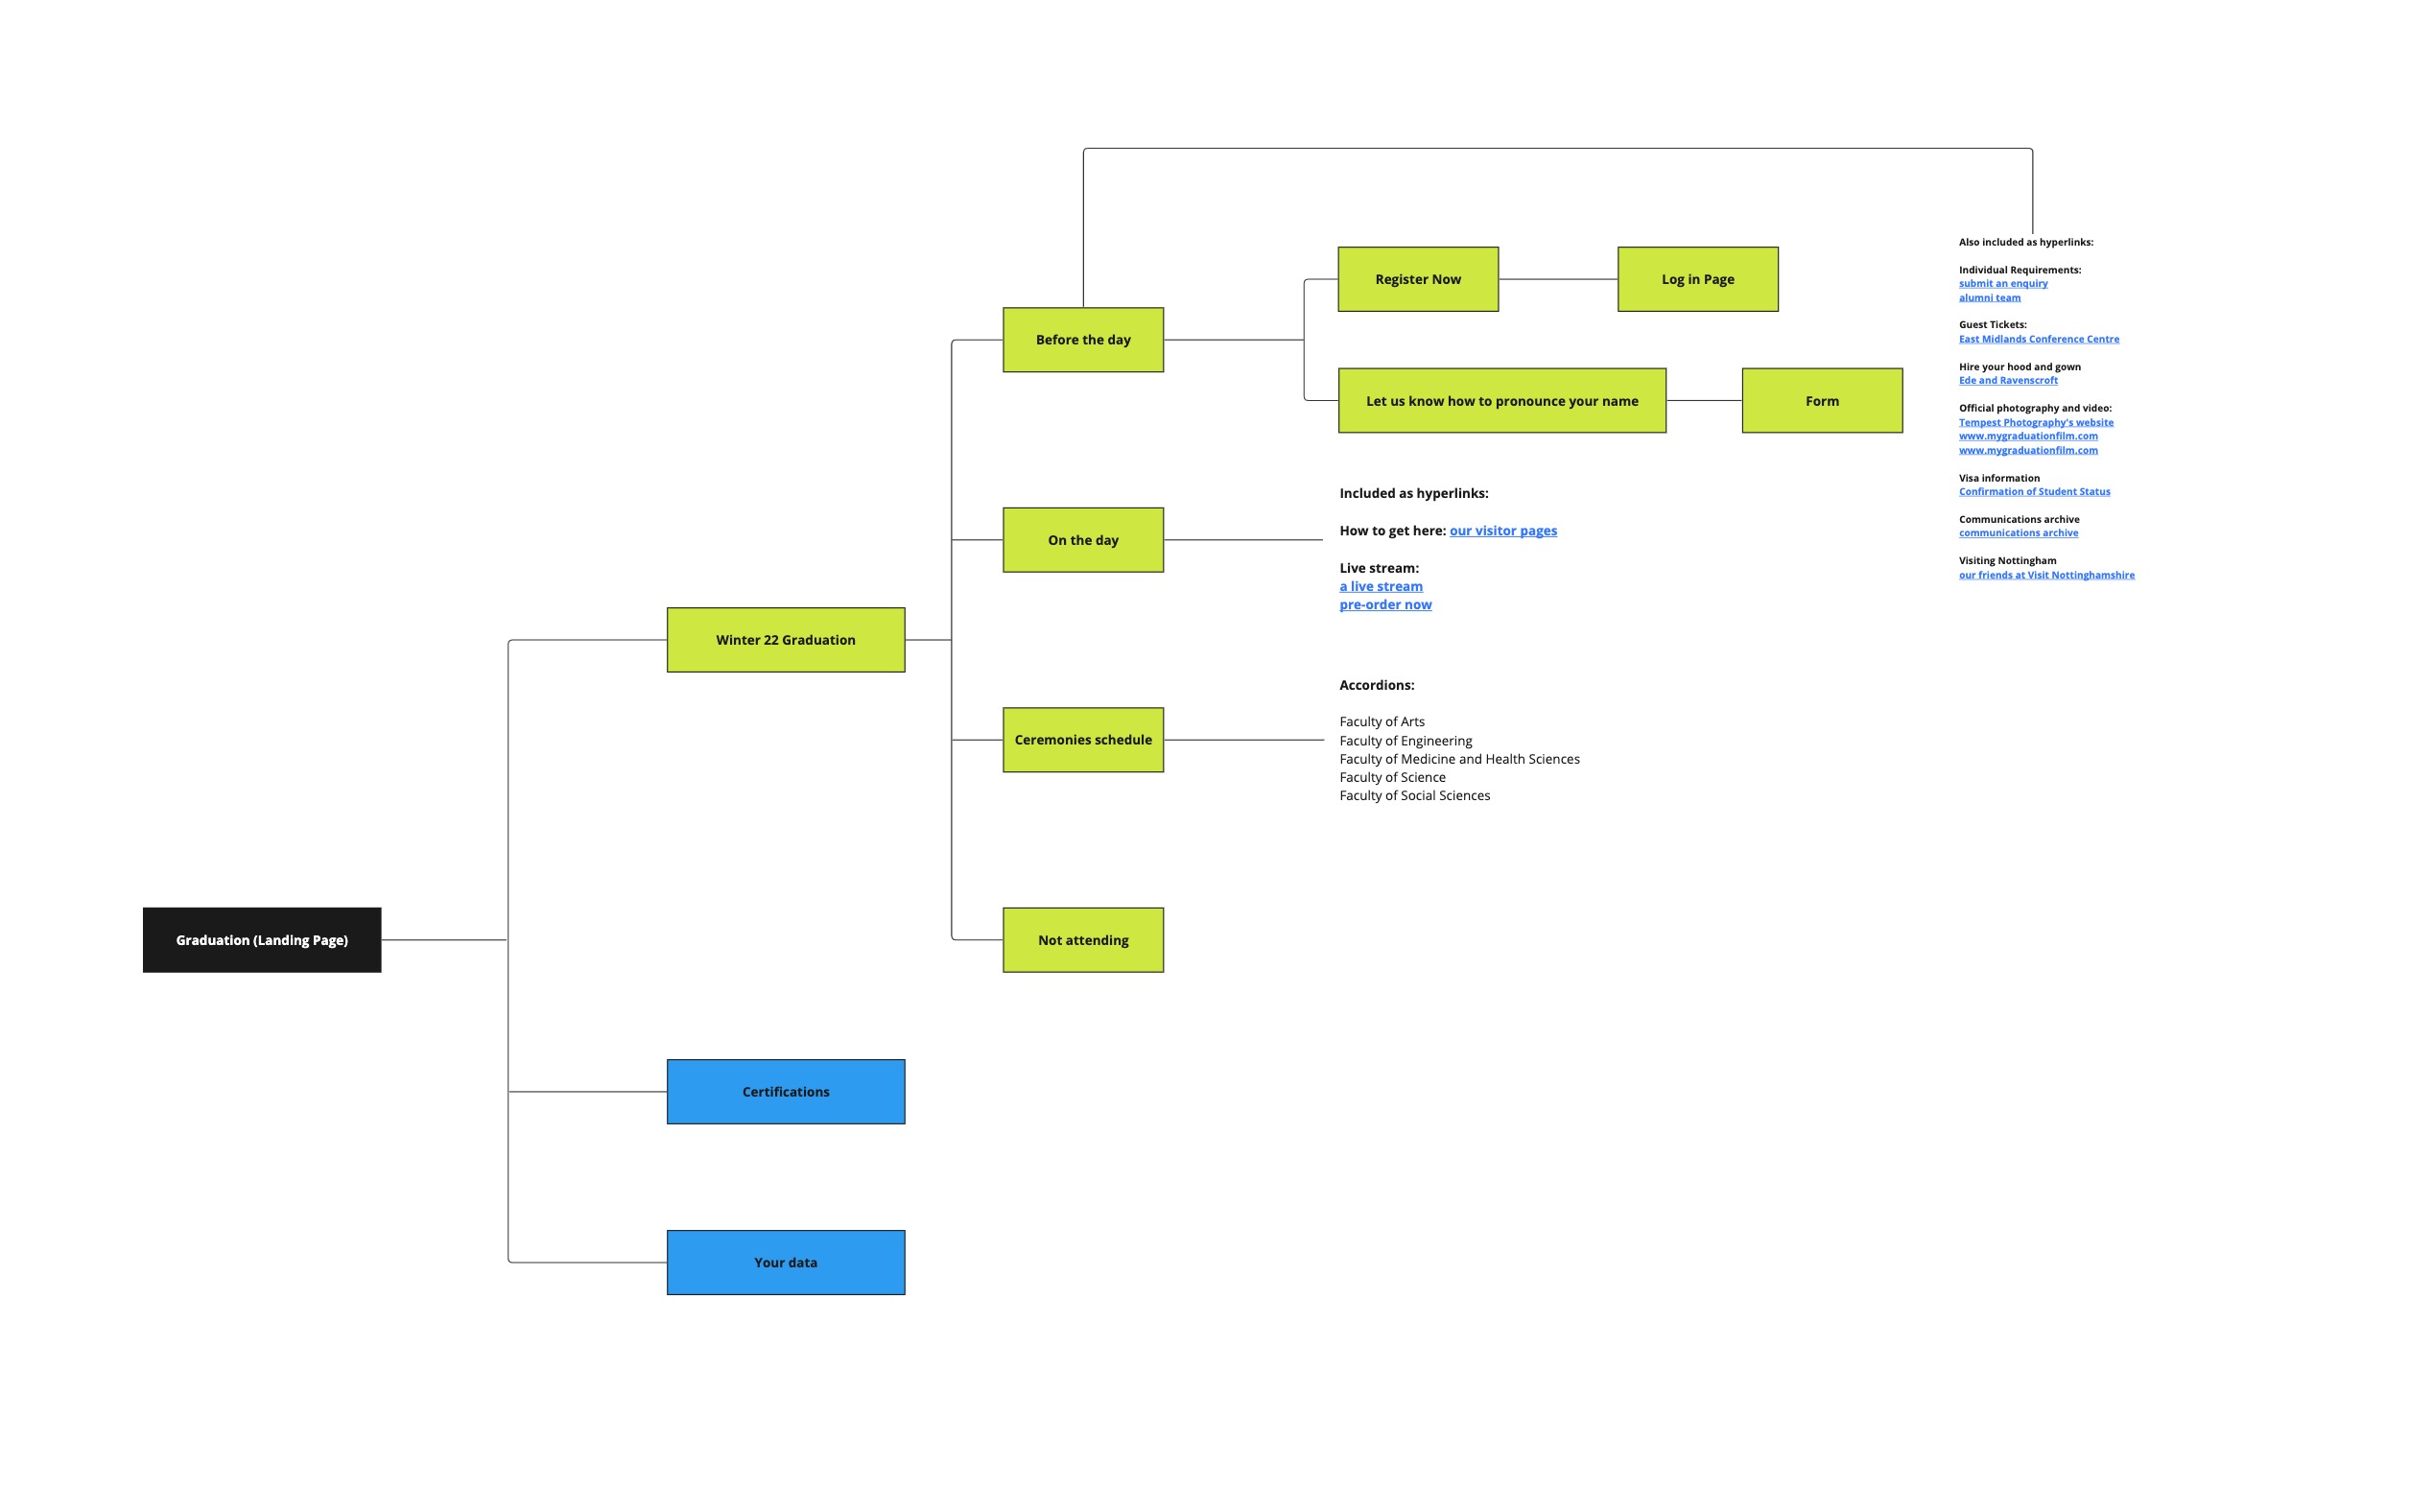 Also included as hyperlinks:
Individual Requirements:
submit an enquiry
alumni team
Guest Tickets:
East Midlands Conference Centre
Hire your hood and gown
Ede and Ravenscroft
Official photography and video:
Tempest Photography's website
www.mygraduationfilm.com
www.mygraduationfilm.com
Visa information
Confirmation of Student Status
Communications archive
communications archive
Visiting Nottingham
our friends at Visit Nottinghamshire
Register Now
Log in Page
Before the day
Let us know how to pronounce your name
Form
Included as hyperlinks:
How to get here: our visitor pages
On the day
Live stream:
a live stream
pre-order now
Winter 22 Graduation
Accordions:
Faculty of Arts
Faculty of Engineering
Faculty of Medicine and Health Sciences
Faculty of Science
Faculty of Social Sciences
Ceremonies schedule
Graduation (Landing Page)
Not attending
Certifications
Your data